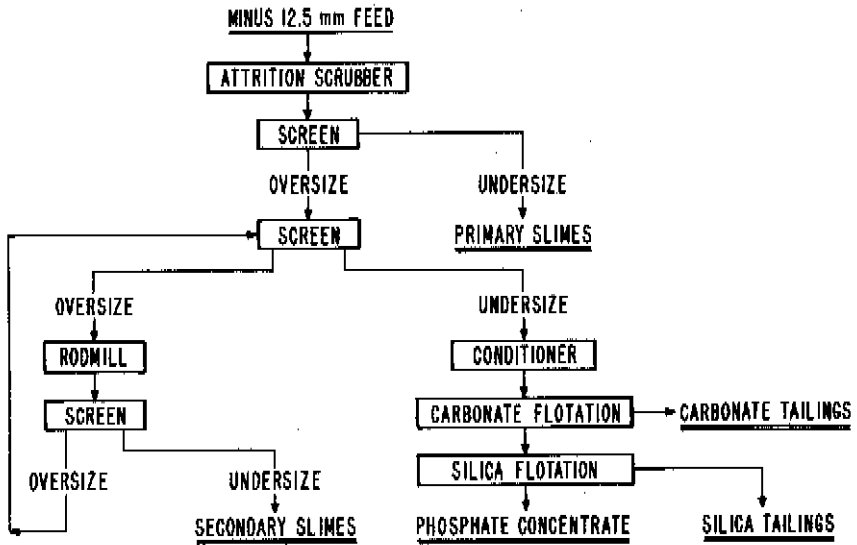 MINUS 12.5 mm FEED
ATTRITION SCRUBBER
SCREEN
OVERSIZE
UNDERSIZE
SCREEN
PRIMARY SLIMES
OVERSIZE
UNDERSIZE
RODMILL
CONDITIONER
SCREEN
CARBONATE FLOTATION
CARBONATE TAILINGS
OVERSIZE
UNDERSIZE
SILICA FLOTATION
SECONDARY SLIMES
PHOSPHATE CONCENTRATE
SILICA TAILINGS